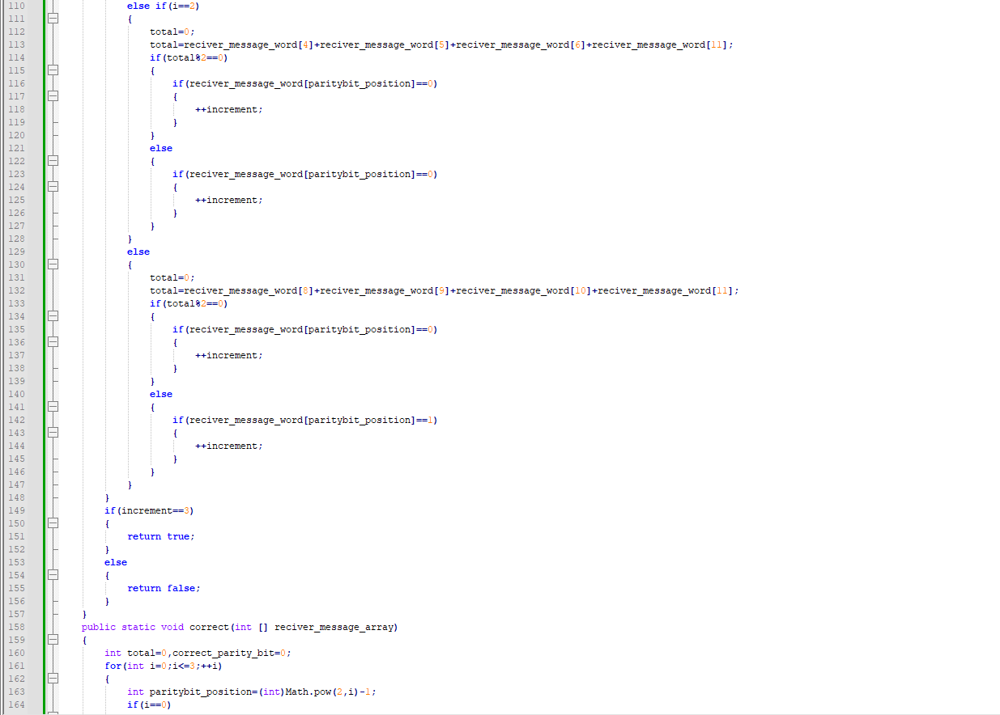 110 else if(i==2)
111 {
112 total=0;
113 total=reciver_message_word[4]+reciver_message_word[5]+reciver_message_word[6]+reciver_message_word[11];
114 if(total%2==0)
115 {
116 if(reciver_message_word[paritybit_position]==0)
117 {
118 ++increment;
119 }
120 }
121 else
122 {
123 if(reciver_message_word[paritybit_position]==0)
124 {
125 ++increment;
126 }
127 }
128 }
129 else
130 {
131 total=0;
132 total=reciver_message_word[8]+reciver_message_word[9]+reciver_message_word[10]+reciver_message_word[11];
133 if(total%2==0)
134 {
135 if(reciver_message_word[paritybit_position]==0)
136 {
137 ++increment;
138 }
139 }
140 else
141 {
142 if(reciver_message_word[paritybit_position]==1)
143 {
144 ++increment;
145 }
146 }
147 }
148 }
149 if(increment==3)
150 {
151 return true;
152 }
153 else
154 {
155 return false;
156 }
157 }
158 public static void correct(int [] reciver_message_array)
159 {
160 int total=0,correct_parity_bit=0;
161 for(int i=0;i<=3;++i)
162 {
163 int paritybit_position=(int)Math.pow(2,i)-1;
164 if(i==0)